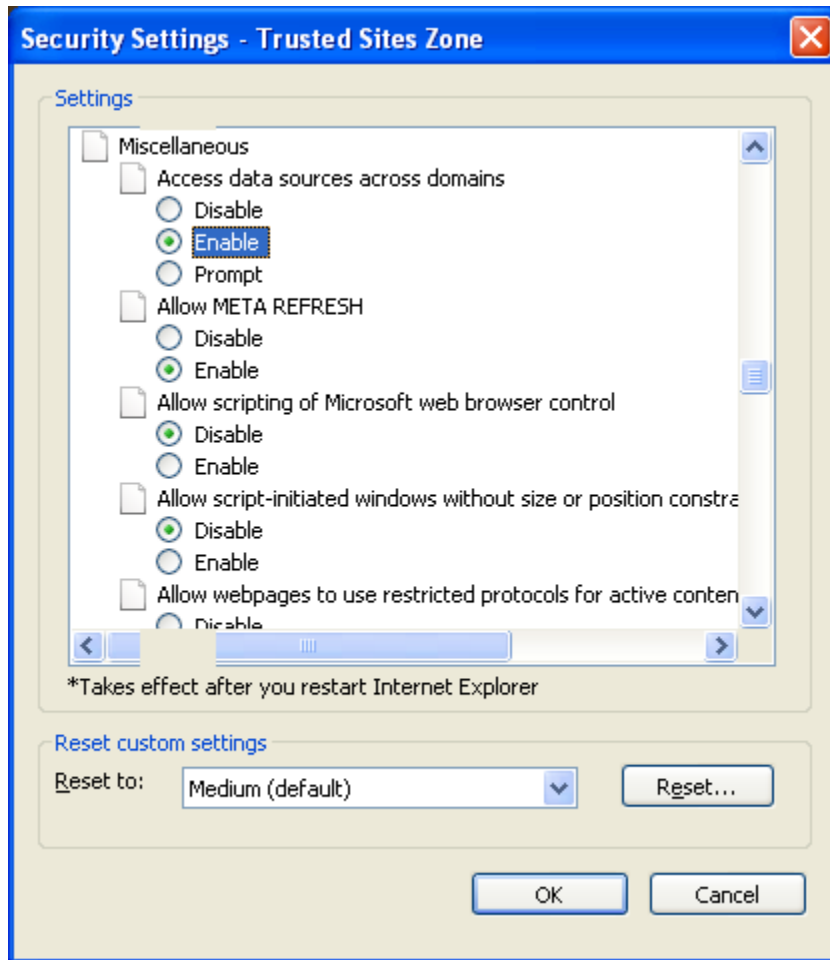 Security Settings - Trusted Sites Zone
Settings
Miscellaneous
Access data sources across domains
Disable
Enable
Prompt
Allow META REFRESH
Disable
Enable
Allow scripting of Microsoft web browser control
Disable
Enable
Allow script-initiated windows without size or position constra
Disable
Enable
Allow webpages to use restricted protocols for active conten
Disable
*Takes effect after you restart Internet Explorer
Reset custom settings
Reset to: Medium (default) Reset...
OK Cancel